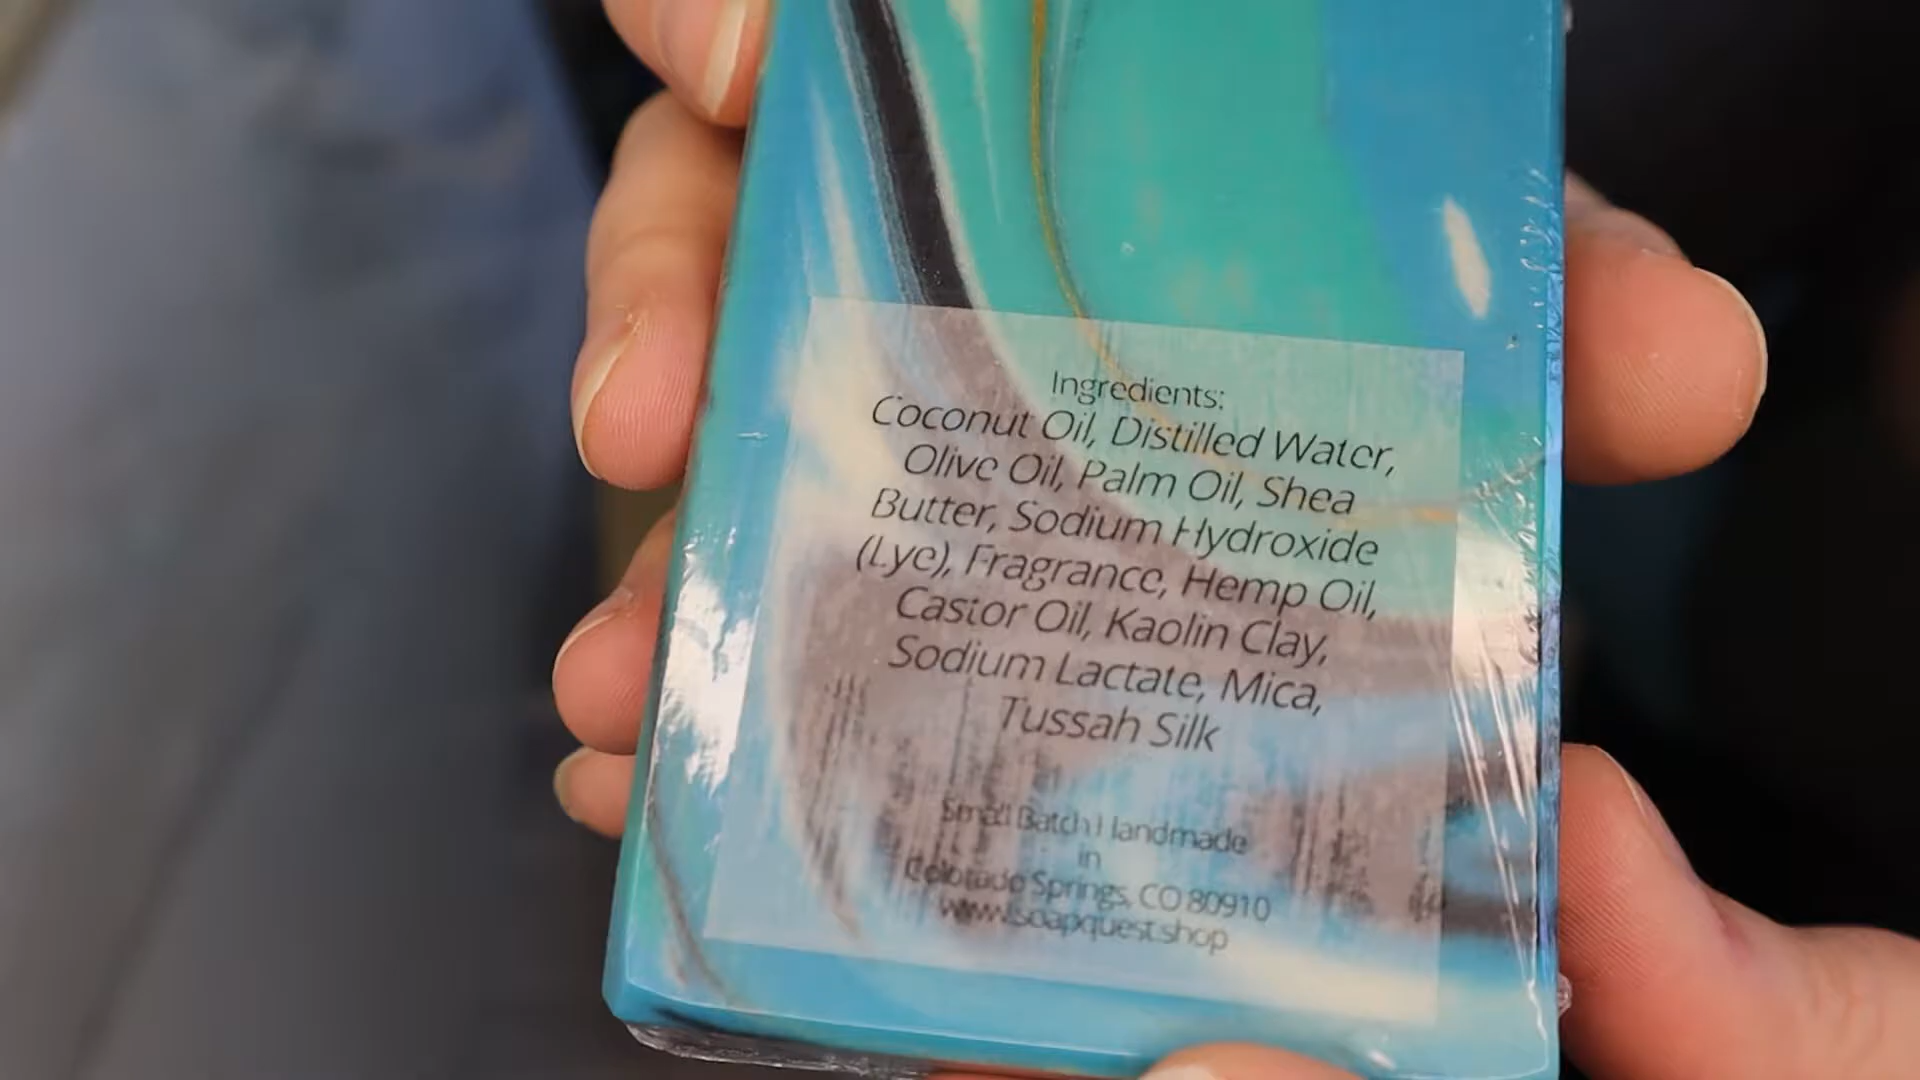 Ingredients:
Coconut Oil, Distilled Water,
Olive Oil, Palm Oil, Shea
Butter, Sodium Hydroxide
(Lye), Fragrance, Hemp Oil,
Castor Oil, Kaolin Clay,
Sodium Lactate, Mica,
Tussah Silk
Small Batch Handmade
in
Colorado Springs, CO 80910
www.soapquest.shop